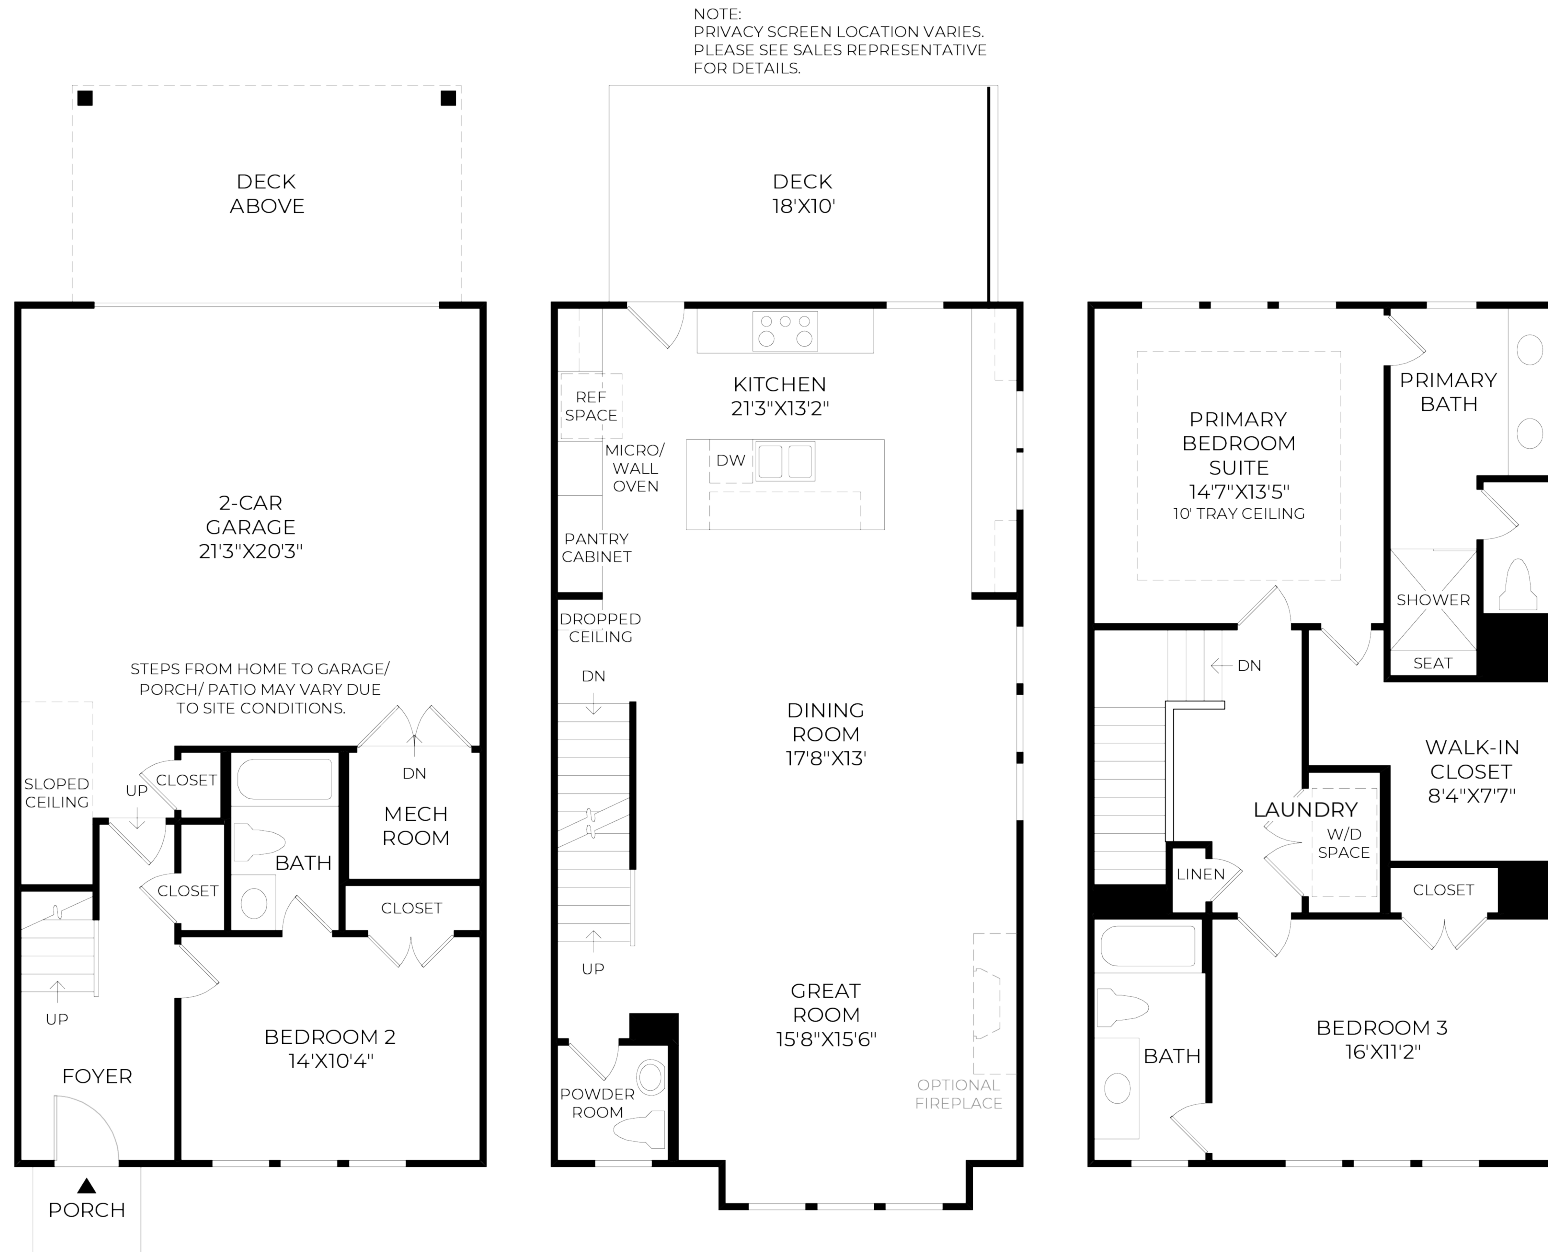 NOTE:
PRIVACY SCREEN LOCATION VARIES.
PLEASE SEE SALES REPRESENTATIVE
FOR DETAILS.
DECK
ABOVE
2-CAR
GARAGE
21'3"X20'3"
STEPS FROM HOME TO GARAGE/
PORCH/ PATIO MAY VARY DUE
TO SITE CONDITIONS.
SLOPED
CEILING
UP
CLOSET
DN
MECH
ROOM
BATH
CLOSET
CLOSET
UP
BEDROOM 2
14'X10'4"
FOYER
PORCH
DECK
18'X10'
KITCHEN
21'3"X13'2"
REF
SPACE
MICRO/
WALL
OVEN
DW
PANTRY
CABINET
DROPPED
CEILING
DN
DINING
ROOM
17'8"X13'
UP
GREAT
ROOM
15'8"X15'6"
OPTIONAL
FIREPLACE
POWDER
ROOM
PRIMARY
BATH
PRIMARY
BEDROOM
SUITE
14'7"X13'5"
10' TRAY CEILING
SHOWER
SEAT
DN
WALK-IN
CLOSET
8'4"X7'7"
LAUNDRY
W/D
SPACE
LINEN
CLOSET
BEDROOM 3
16'X11'2"
BATH